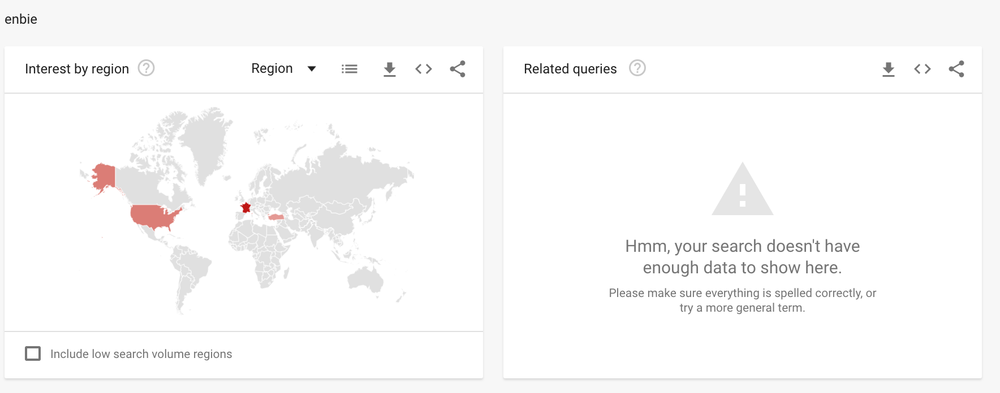 enbie
Interest by region
Region
Related queries
Hmm, your search doesn't have
enough data to show here.
Please make sure everything is spelled correctly, or
try a more general term.
Include low search volume regions